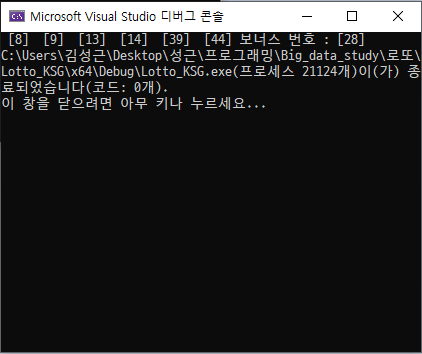 Microsoft Visual Studio 디버그 콘솔
[8] [9] [13] [14] [39] [44] 보너스 번호 : [28]
C:\Users\김성근\Desktop\성근\프로그래밍\Big_data_study\로또\
Lotto_KSG\x64\Debug\Lotto_KSG.exe(프로세스 21124개)이(가) 종
료되었습니다(코드: 0개).
이 창을 닫으려면 아무 키나 누르세요...